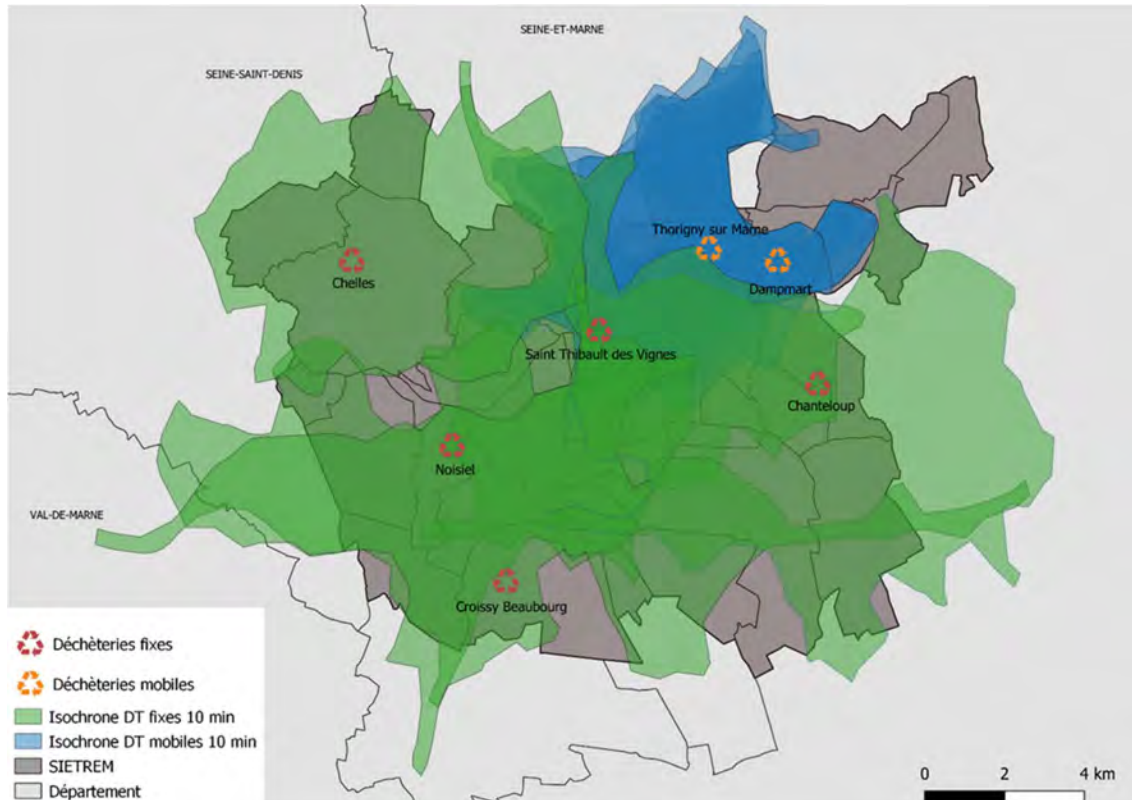 SEINE-ET-MARNE
SEINE-SAINT-DENIS
Thorigny sur Marne
Chelles
Dampmart
Saint Thibault des Vignes
Chanteloup
Noisiel
VAL-DE-MARNE
Croissy Beaubourg
Déchèteries fixes
Déchèteries mobiles
Isochrone DT fixes 10 min
Isochrone DT mobiles 10 min
SIETREM
Département
0 2 4 km